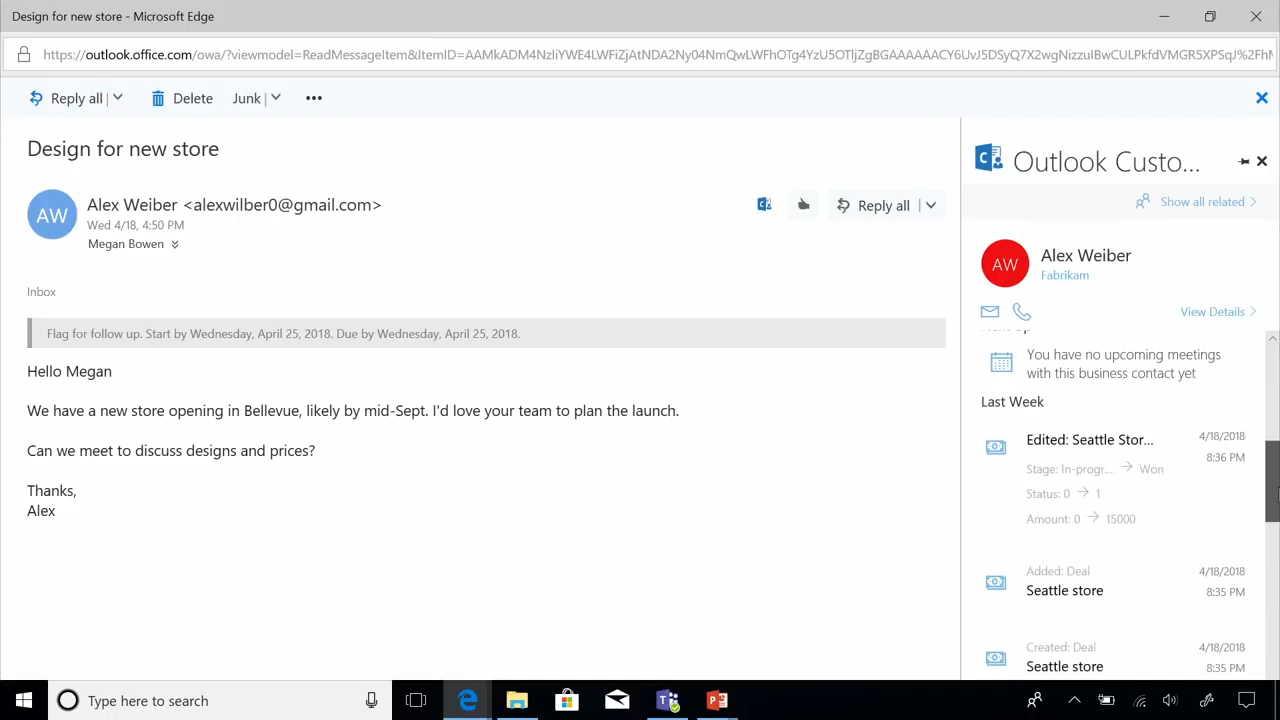 Design for new store - Microsoft Edge
https://outlook.office.com/owa/?viewmodel=ReadMessageItem&ItemID=AAMkADM4NzliYWE4LWFiZjAtNDA2Ny04NmQwLWFhOTg4YzU5OTljZgBGAAAAAACY6UvJ5DSyQ7X2wgNizzuIBwCULPkfdVMGR5XPSqJ%2FhM
Reply all
Delete
Junk
Design for new store
AW
Alex Weiber <alexwilber0@gmail.com>
Wed 4/18, 4:50 PM
Megan Bowen
Reply all
Inbox
Flag for follow up. Start by Wednesday, April 25, 2018. Due by Wednesday, April 25, 2018.
Hello Megan
We have a new store opening in Bellevue, likely by mid-Sept. I'd love your team to plan the launch.
Can we meet to discuss designs and prices?
Thanks,
Alex
Outlook Custo...
Show all related
AW
Alex Weiber
Fabrikam
View Details
You have no upcoming meetings
with this business contact yet
Last Week
Edited: Seattle Stor... 4/18/2018
8:36 PM
Stage: In-progr... → Won
Status: 0 → 1
Amount: 0 → 15000
Added: Deal 4/18/2018
Seattle store 8:35 PM
Created: Deal 4/18/2018
Seattle store 8:35 PM
Type here to search